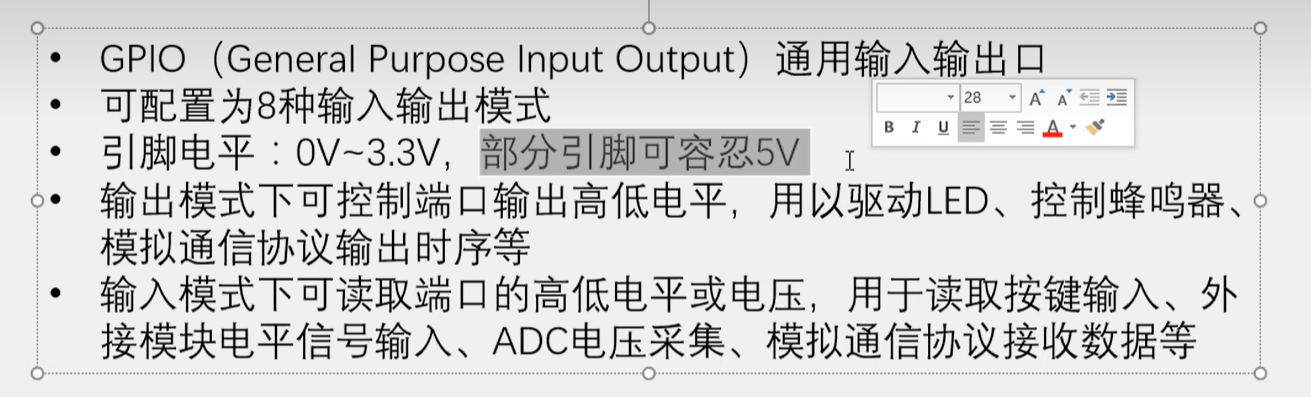 • GPIO（General Purpose Input Output）通用输入输出口
• 可配置为8种输入输出模式
28 A A
• 引脚电平：0V~3.3V，部分引脚可容忍5V
B I U A
• 输出模式下可控制端口输出高低电平，用以驱动LED、控制蜂鸣器、
模拟通信协议输出时序等
• 输入模式下可读取端口的高低电平或电压，用于读取按键输入、外
接模块电平信号输入、ADC电压采集、模拟通信协议接收数据等